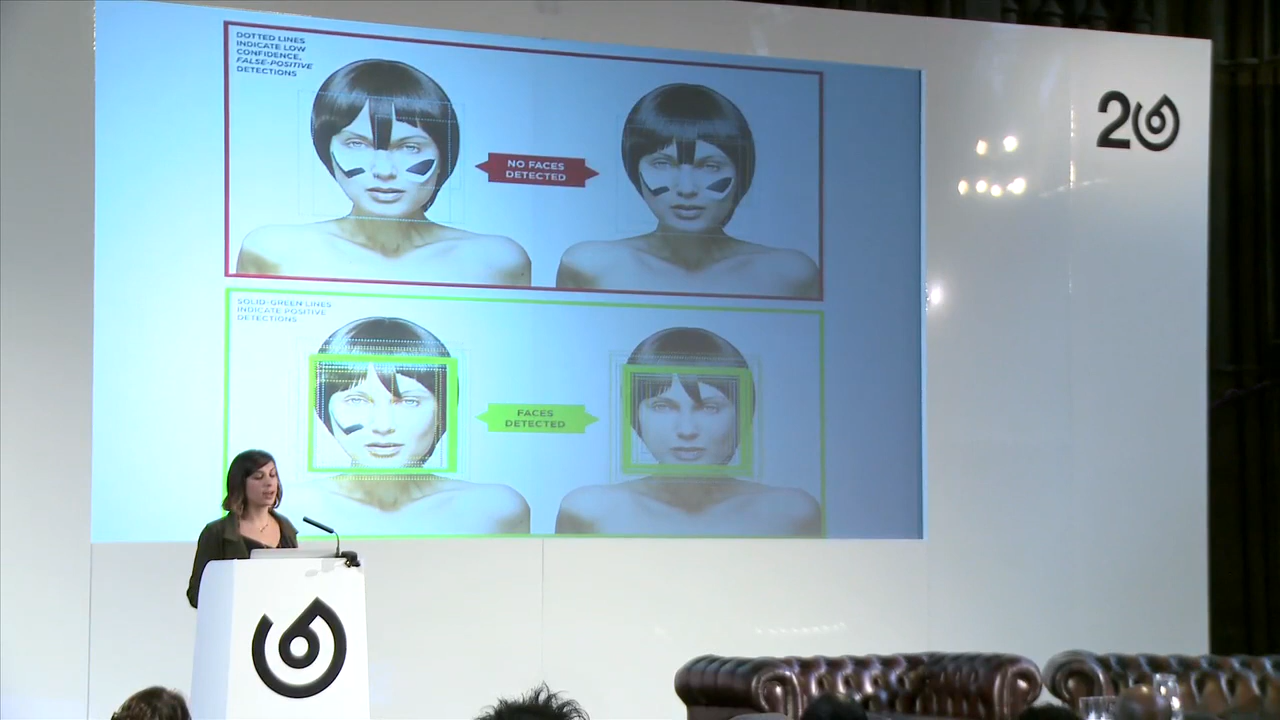 DOTTED LINES
INDICATE LOW
CONFIDENCE,
FALSE-POSITIVE
DETECTIONS
NO FACES
DETECTED
20
SOLID-GREEN LINES
INDICATE POSITIVE
DETECTIONS
FACES
DETECTED